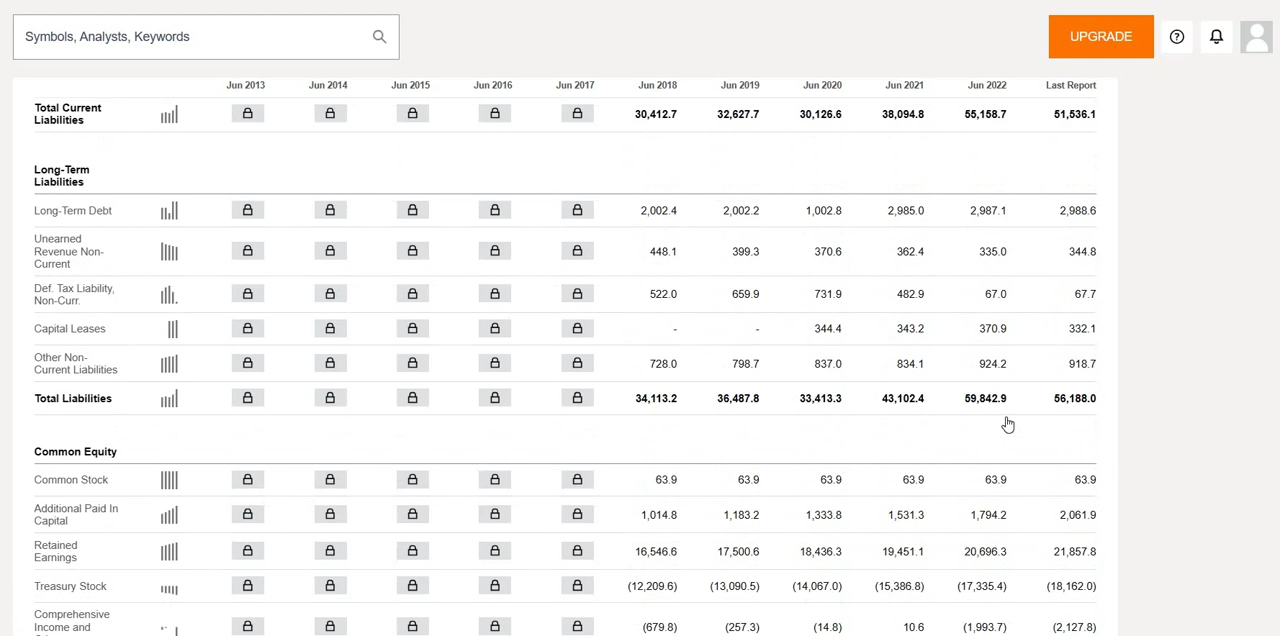 Symbols, Analysts, Keywords
UPGRADE
Jun 2013 Jun 2014 Jun 2015 Jun 2016 Jun 2017 Jun 2018 Jun 2019 Jun 2020 Jun 2021 Jun 2022 Last Report
Total Current
Liabilities
30,412.7 32,627.7 30,126.6 38,094.8 55,158.7 51,536.1
Long-Term
Liabilities
Long-Term Debt 2,002.4 2,002.2 1,002.8 2,985.0 2,987.1 2,988.6
Unearned
Revenue Non-
Current
448.1 399.3 370.6 362.4 335.0 344.8
Def. Tax Liability,
Non-Curr.
522.0 659.9 731.9 482.9 67.0 67.7
Capital Leases - - 344.4 343.2 370.9 332.1
Other Non-
Current Liabilities
728.0 798.7 837.0 834.1 924.2 918.7
Total Liabilities 34,113.2 36,487.8 33,413.3 43,102.4 59,842.9 56,188.0
Common Equity
Common Stock 63.9 63.9 63.9 63.9 63.9 63.9
Additional Paid In
Capital
1,014.8 1,183.2 1,333.8 1,531.3 1,794.2 2,061.9
Retained
Earnings
16,546.6 17,500.6 18,436.3 19,451.1 20,696.3 21,857.8
Treasury Stock (12,209.6) (13,090.5) (14,067.0) (15,386.8) (17,335.4) (18,162.0)
Comprehensive
Income and
(679.8) (257.3) (14.8) 10.6 (1,993.7) (2,127.8)